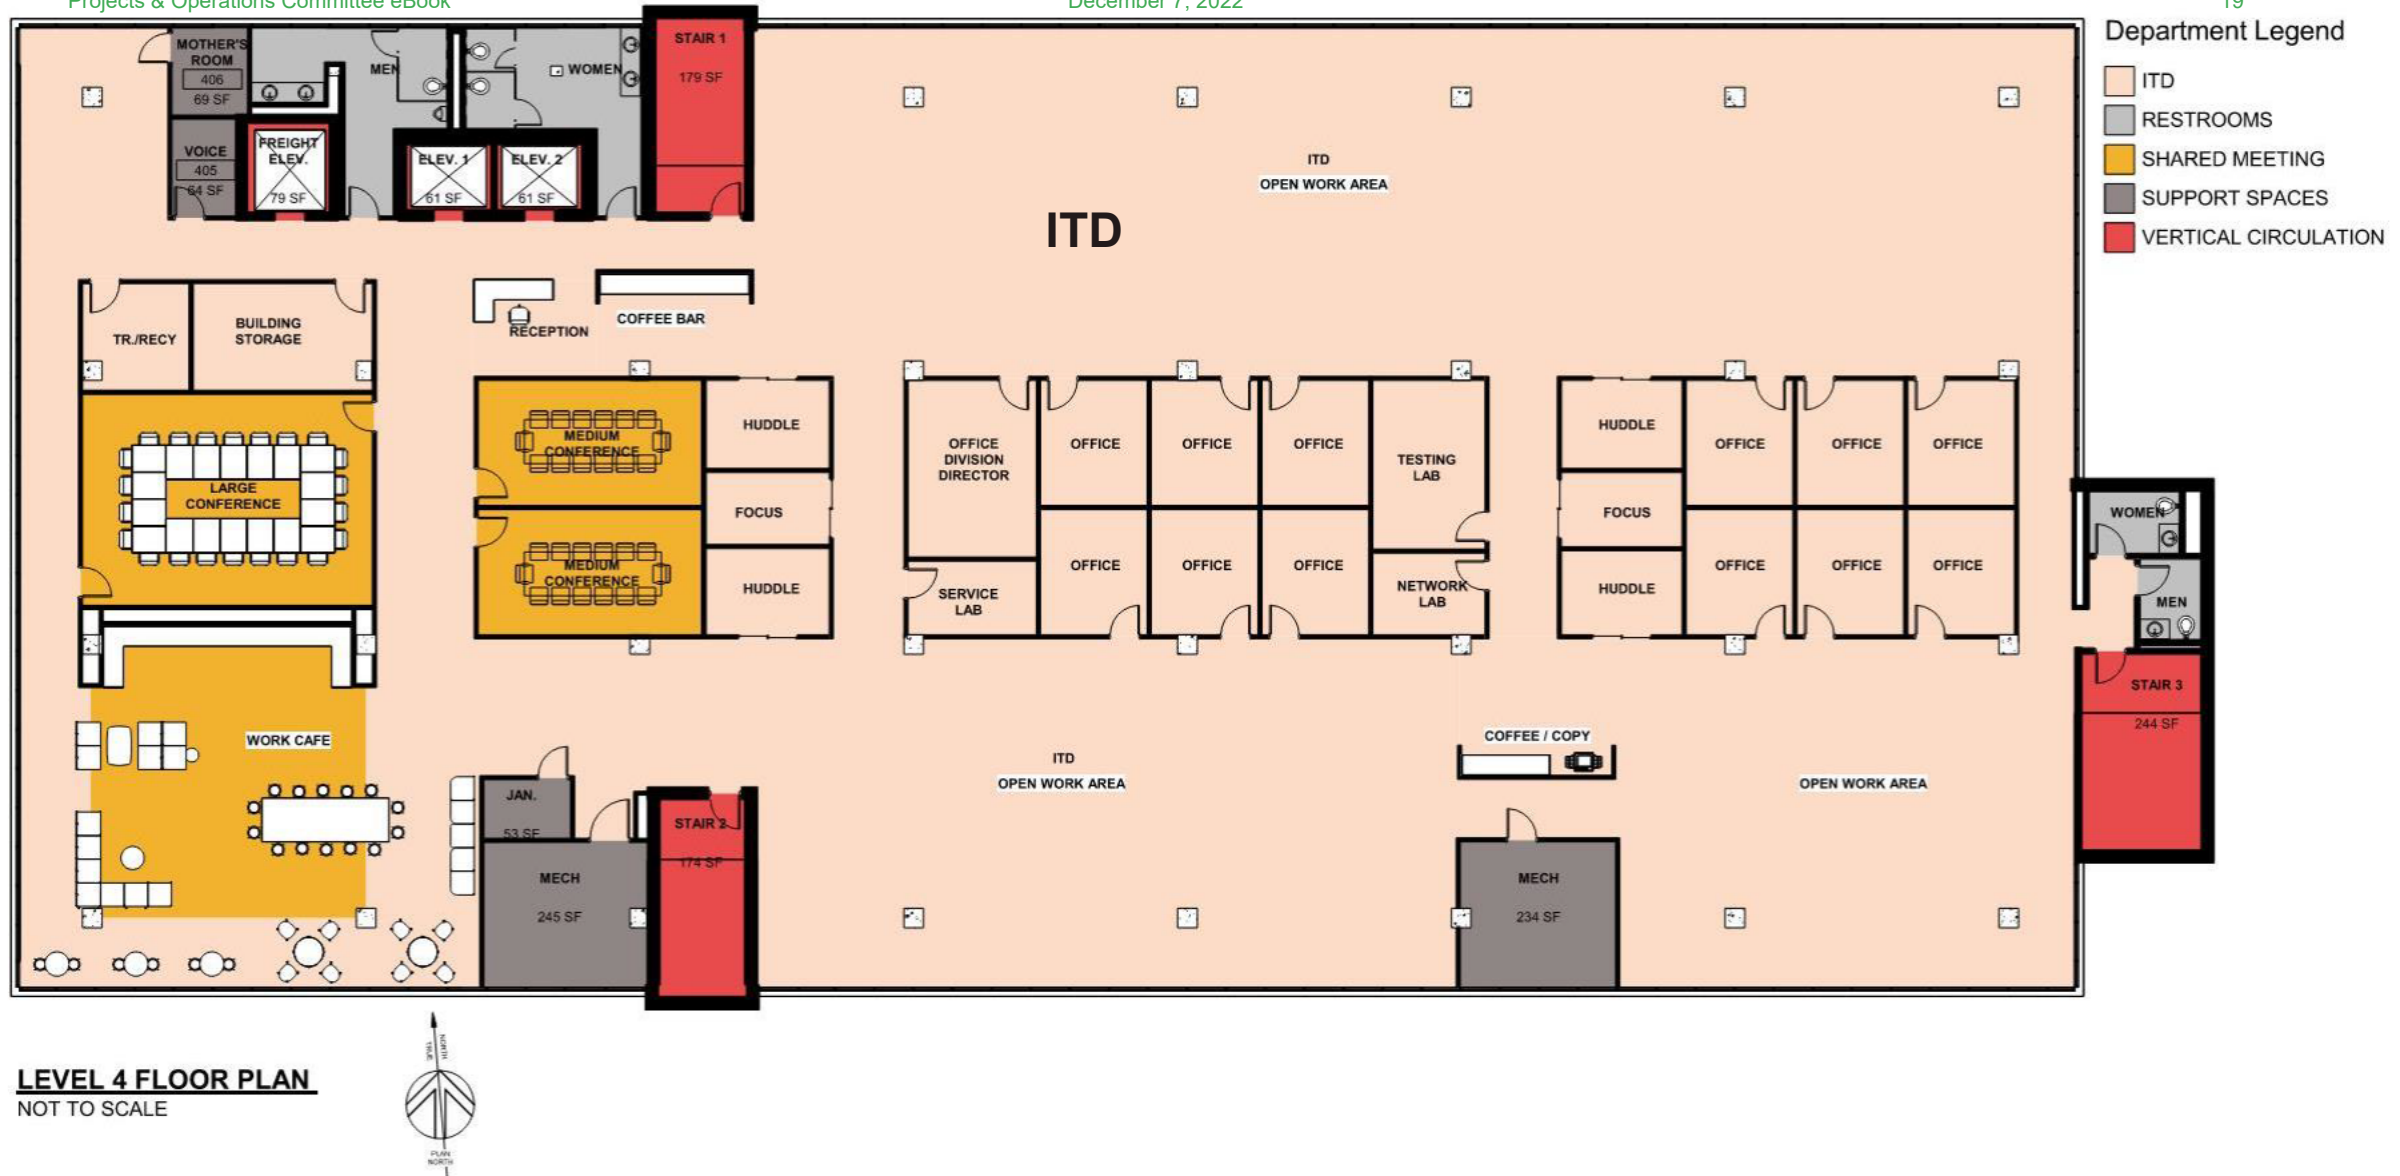 Projects & Operations Committee eBook
December 7, 2022
19
Department Legend
ITD
RESTROOMS
SHARED MEETING
SUPPORT SPACES
VERTICAL CIRCULATION
MOTHER'S
ROOM
406
69 SF
MEN
WOMEN
STAIR 1
179 SF
VOICE
405
64 SF
FREIGHT
ELEV.
79 SF
ELEV. 1
61 SF
ELEV. 2
61 SF
ITD
OPEN WORK AREA
ITD
TR./RECY
BUILDING
STORAGE
RECEPTION
COFFEE BAR
LARGE
CONFERENCE
MEDIUM
CONFERENCE
MEDIUM
CONFERENCE
HUDDLE
FOCUS
HUDDLE
OFFICE
DIVISION
DIRECTOR
SERVICE
LAB
OFFICE
OFFICE
OFFICE
OFFICE
OFFICE
OFFICE
TESTING
LAB
NETWORK
LAB
HUDDLE
FOCUS
HUDDLE
OFFICE
OFFICE
OFFICE
OFFICE
OFFICE
OFFICE
WOMEN
MEN
STAIR 3
244 SF
WORK CAFE
JAN.
53 SF
MECH
245 SF
STAIR 2
174 SF
ITD
OPEN WORK AREA
COFFEE / COPY
OPEN WORK AREA
MECH
234 SF
LEVEL 4 FLOOR PLAN
NOT TO SCALE
TRUE
NORTH
PLAN
NORTH